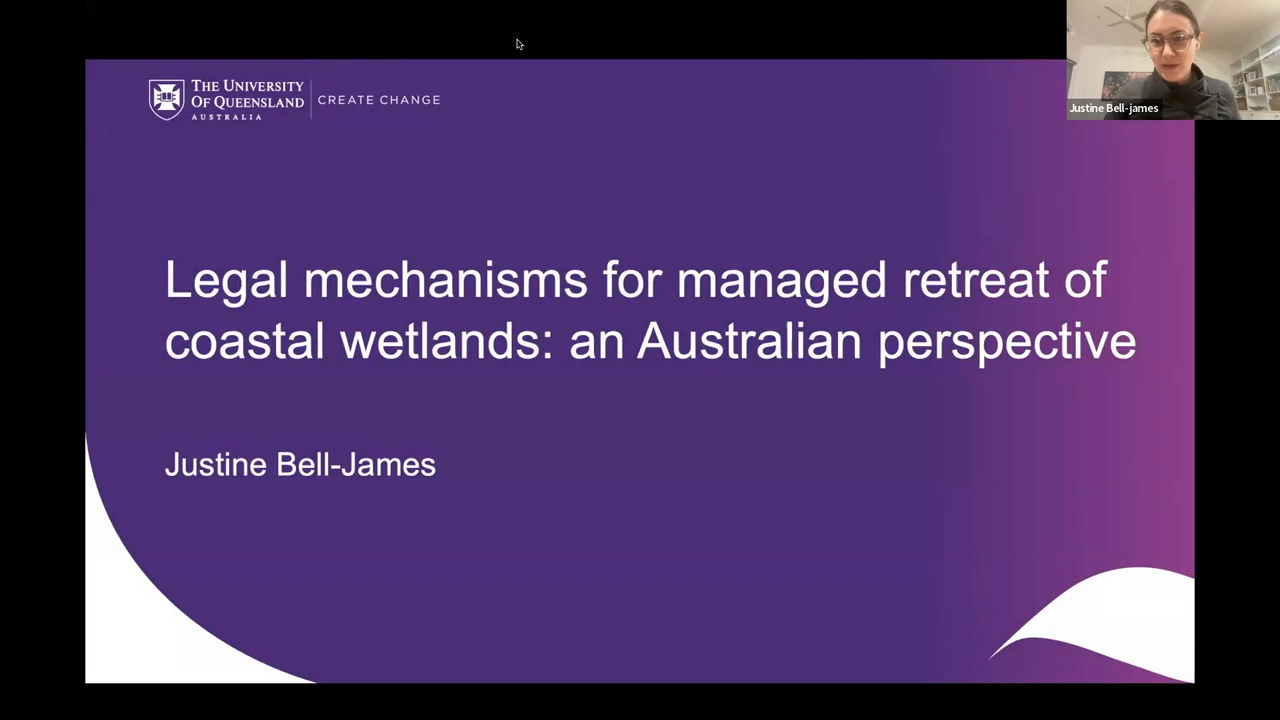 THE UNIVERSITY
OF QUEENSLAND
AUSTRALIA
CREATE CHANGE
Justine Bell-james
Legal mechanisms for managed retreat of
coastal wetlands: an Australian perspective
Justine Bell-James